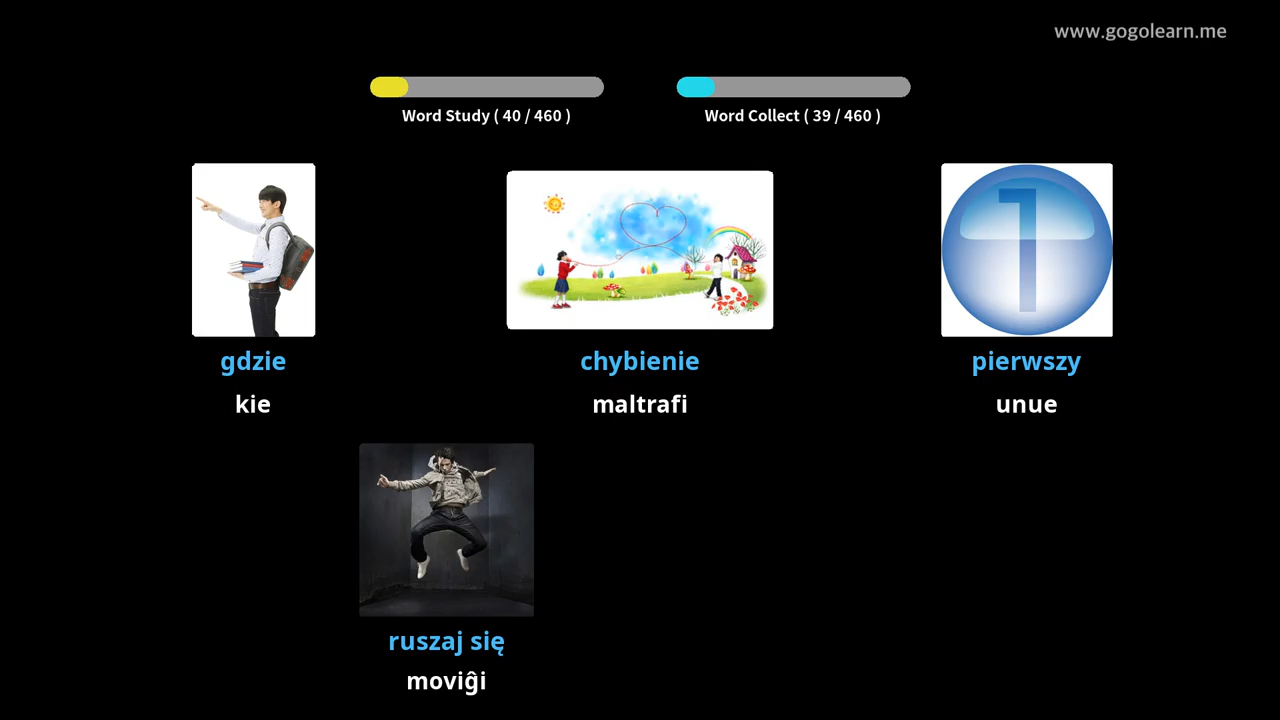 www.gogolearn.me
Word Study ( 40 / 460 )
Word Collect ( 39 / 460 )
1
gdzie
chybienie
pierwszy
kie
maltrafi
unue
ruszaj się
moviĝi